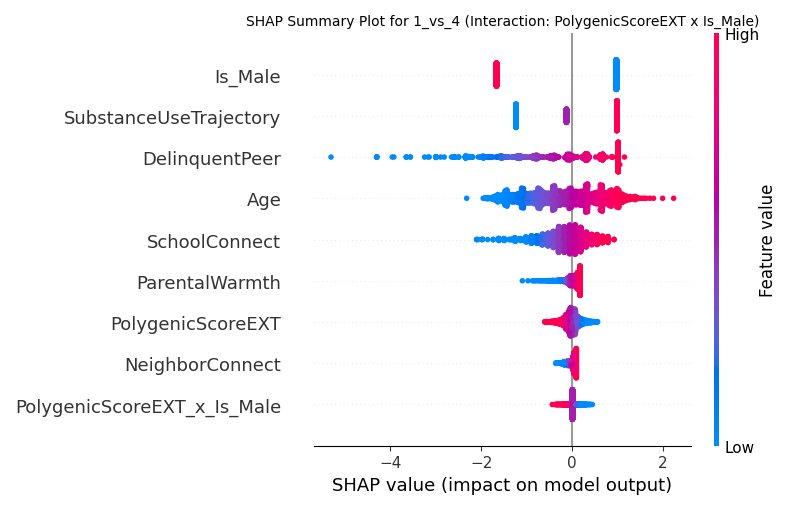 SHAP Summary Plot for 1_vs_4 (Interaction: PolygenicScoreEXT x Is_Male)
High
Is_Male
SubstanceUseTrajectory
DelinquentPeer
Age
SchoolConnect
ParentalWarmth
PolygenicScoreEXT
NeighborConnect
PolygenicScoreEXT_x_Is_Male
Feature value
Low
−4 −2 0 2
SHAP value (impact on model output)